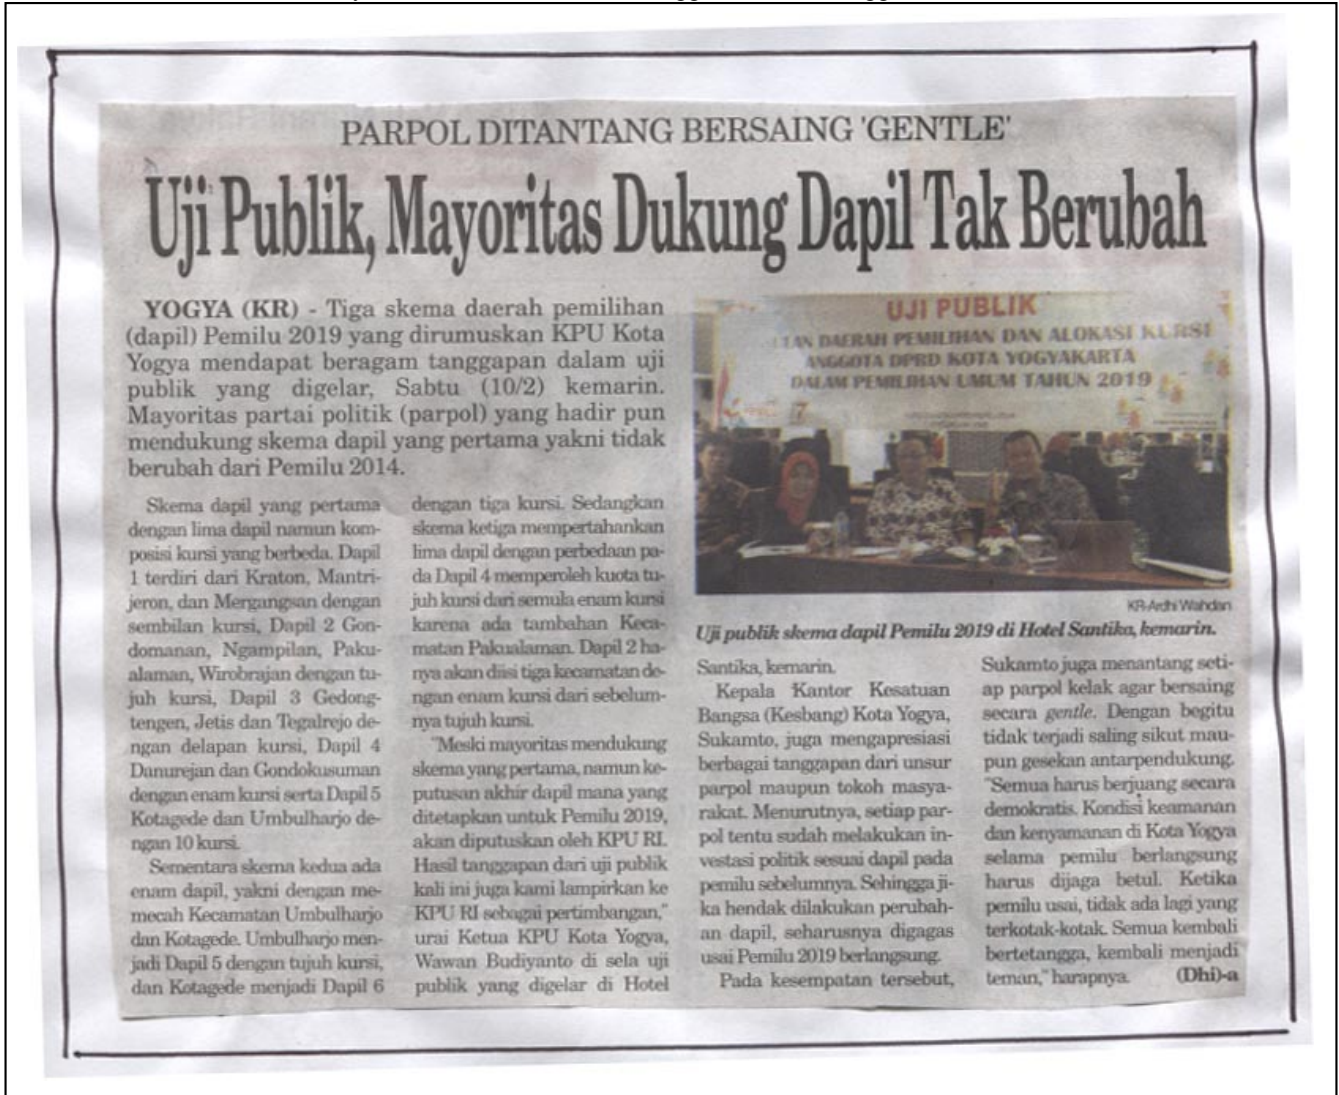 PARPOL DITANTANG BERSAING 'GENTLE'
Uji Publik, Mayoritas Dukung Dapil Tak Berubah
YOGYA (KR) - Tiga skema daerah pemilihan
(dapil) Pemilu 2019 yang dirumuskan KPU Kota
Yogya mendapat beragam tanggapan dalam uji
publik yang digelar, Sabtu (10/2) kemarin.
Mayoritas partai politik (parpol) yang hadir pun
mendukung skema dapil yang pertama yakni tidak
berubah dari Pemilu 2014.
Skema dapil yang pertama
dengan lima dapil namun kom-
posisi kursi yang berbeda. Dapil
1 terdiri dari Kraton, Mantri-
jeron, dan Mergangsan dengan
sembilan kursi, Dapil 2 Gon-
domanan, Ngampilan, Paku-
alaman, Wirobrajan dengan tu-
juh kursi, Dapil 3 Gedong-
tengen, Jetis dan Tegalrejo de-
ngan delapan kursi, Dapil 4
Danurejan dan Gondokusuman
dengan enam kursi serta Dapil 5
Kotagede dan Umbulharjo de-
ngan 10 kursi.
Sementara skema kedua ada
enam dapil, yakni dengan me-
mecah Kecamatan Umbulharjo
dan Kotagede. Umbulharjo men-
jadi Dapil 5 dengan tujuh kursi,
dan Kotagede menjadi Dapil 6
dengan tiga kursi. Sedangkan
skema ketiga mempertahankan
lima dapil dengan perbedaan pa-
da Dapil 4 memperoleh kuota tu-
juh kursi dari semula enam kursi
karena ada tambahan Keca-
matan Pakualaman. Dapil 2 ha-
nya akan diisi tiga kecamatan de-
ngan enam kursi dari sebelum-
nya tujuh kursi.
"Meski mayoritas mendukung
skema yang pertama, namun ke-
putusan akhir dapil mana yang
ditetapkan untuk Pemilu 2019,
akan diputuskan oleh KPU RI.
Hasil tanggapan dari uji publik
kali ini juga kami lampirkan ke
KPU RI sebagai pertimbangan,"
urai Ketua KPU Kota Yogya,
Wawan Budiyanto di sela uji
publik yang digelar di Hotel
UJI PUBLIK
DAERAH PEMILIHAN DAN ALOKASI KURSI
ANGGOTA DPRD KOTA YOGYAKARTA
DALAM PEMILIHAN UMUM TAHUN 2019
7
KR-Ardhi Wahdan
Uji publik skema dapil Pemilu 2019 di Hotel Santika, kemarin.
Santika, kemarin.
Kepala Kantor Kesatuan
Bangsa (Kesbang) Kota Yogya,
Sukamto, juga mengapresiasi
berbagai tanggapan dari unsur
parpol maupun tokoh masya-
rakat. Menurutnya, setiap par-
pol tentu sudah melakukan in-
vestasi politik sesuai dapil pada
pemilu sebelumnya. Sehingga ji-
ka hendak dilakukan perubah-
an dapil, seharusnya digagas
usai Pemilu 2019 berlangsung.
Pada kesempatan tersebut,
Sukamto juga menantang seti-
ap parpol kelak agar bersaing
secara gentle. Dengan begitu
tidak terjadi saling sikut mau-
pun gesekan antarpendukung.
"Semua harus berjuang secara
demokratis. Kondisi keamanan
dan kenyamanan di Kota Yogya
selama pemilu berlangsung
harus dijaga betul. Ketika
pemilu usai, tidak ada lagi yang
terkotak-kotak. Semua kembali
bertetangga, kembali menjadi
teman," harapnya. (Dhi)-a